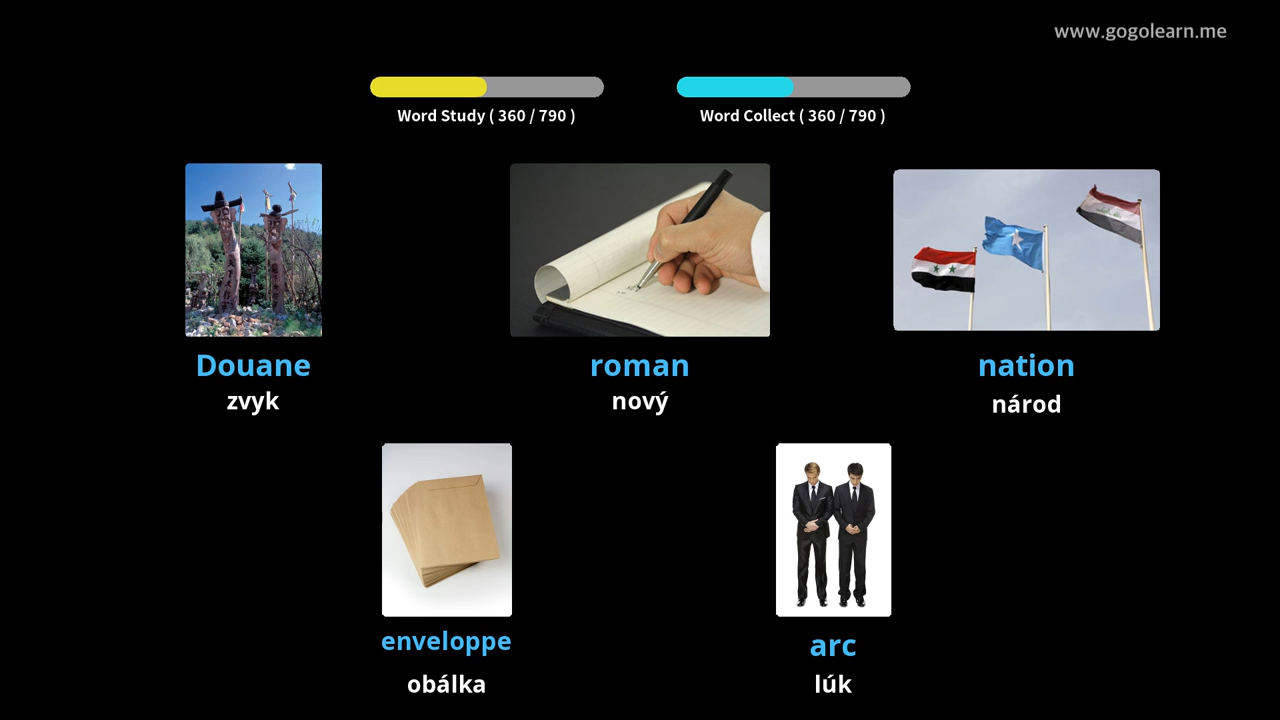 www.gogolearn.me
Word Study ( 360 / 790 )
Word Collect ( 360 / 790 )
Douane
zvyk
roman
nový
nation
národ
enveloppe
obálka
arc
lúk